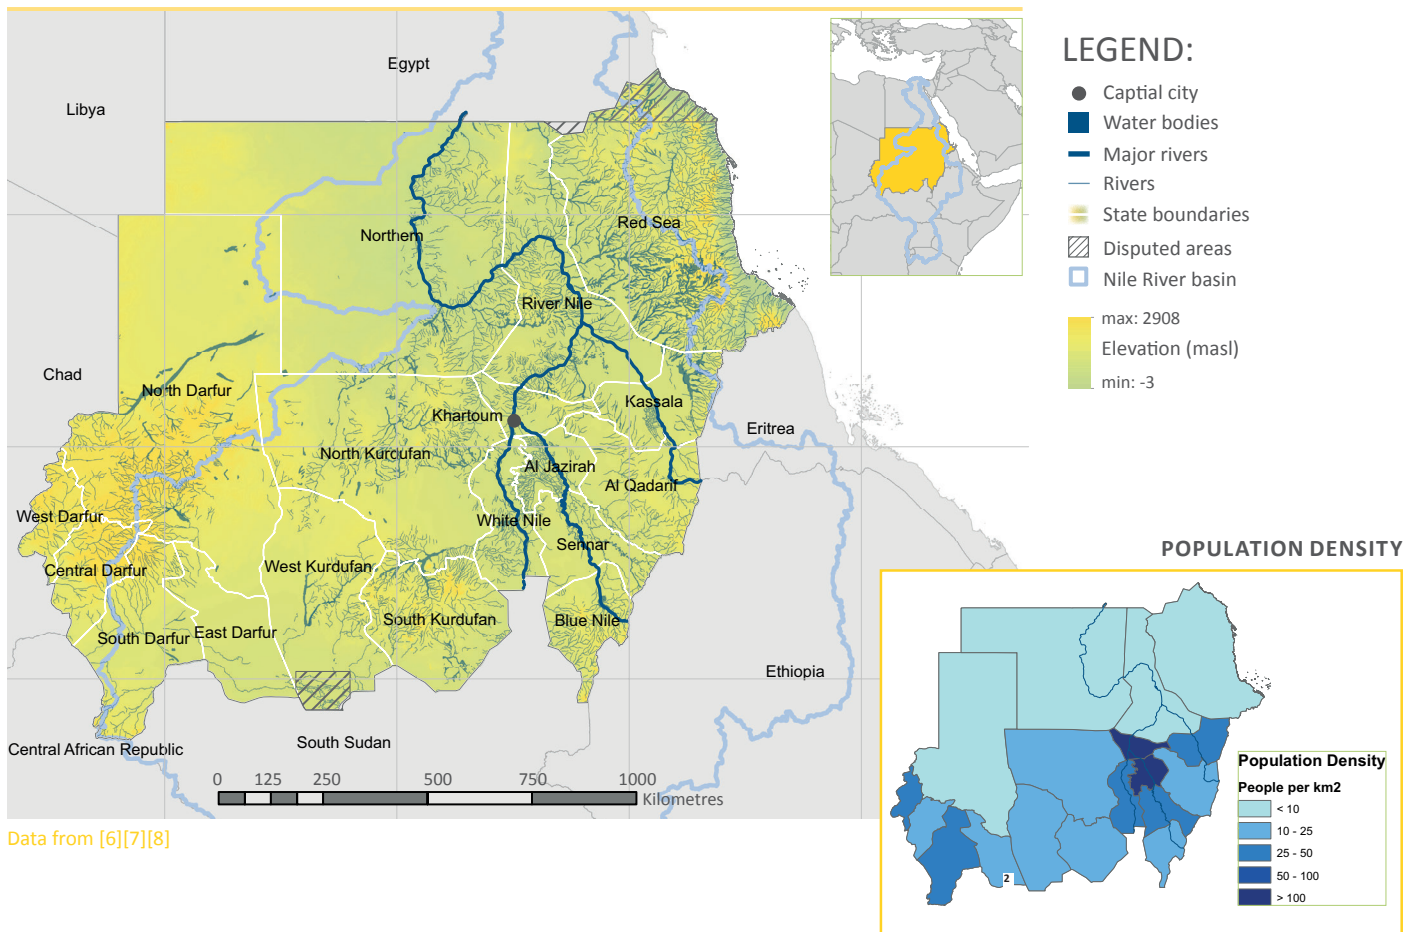 Egypt
Libya
Northern
Red Sea
River Nile
Chad
North Darfur
Khartoum
Kassala
Eritrea
North Kurdufan
Al Jazirah
Al Qadarif
West Darfur
White Nile
Sennar
Central Darfur
West Kurdufan
South Kurdufan
Blue Nile
South Darfur
East Darfur
Ethiopia
Central African Republic
South Sudan
0 125 250 500 750 1000
Kilometres
Data from [6][7][8]
LEGEND:
Captial city
Water bodies
Major rivers
Rivers
State boundaries
Disputed areas
Nile River basin
max: 2908
Elevation (masl)
min: -3
POPULATION DENSITY
Population Density
People per km2
< 10
10 - 25
25 - 50
50 - 100
> 100
2